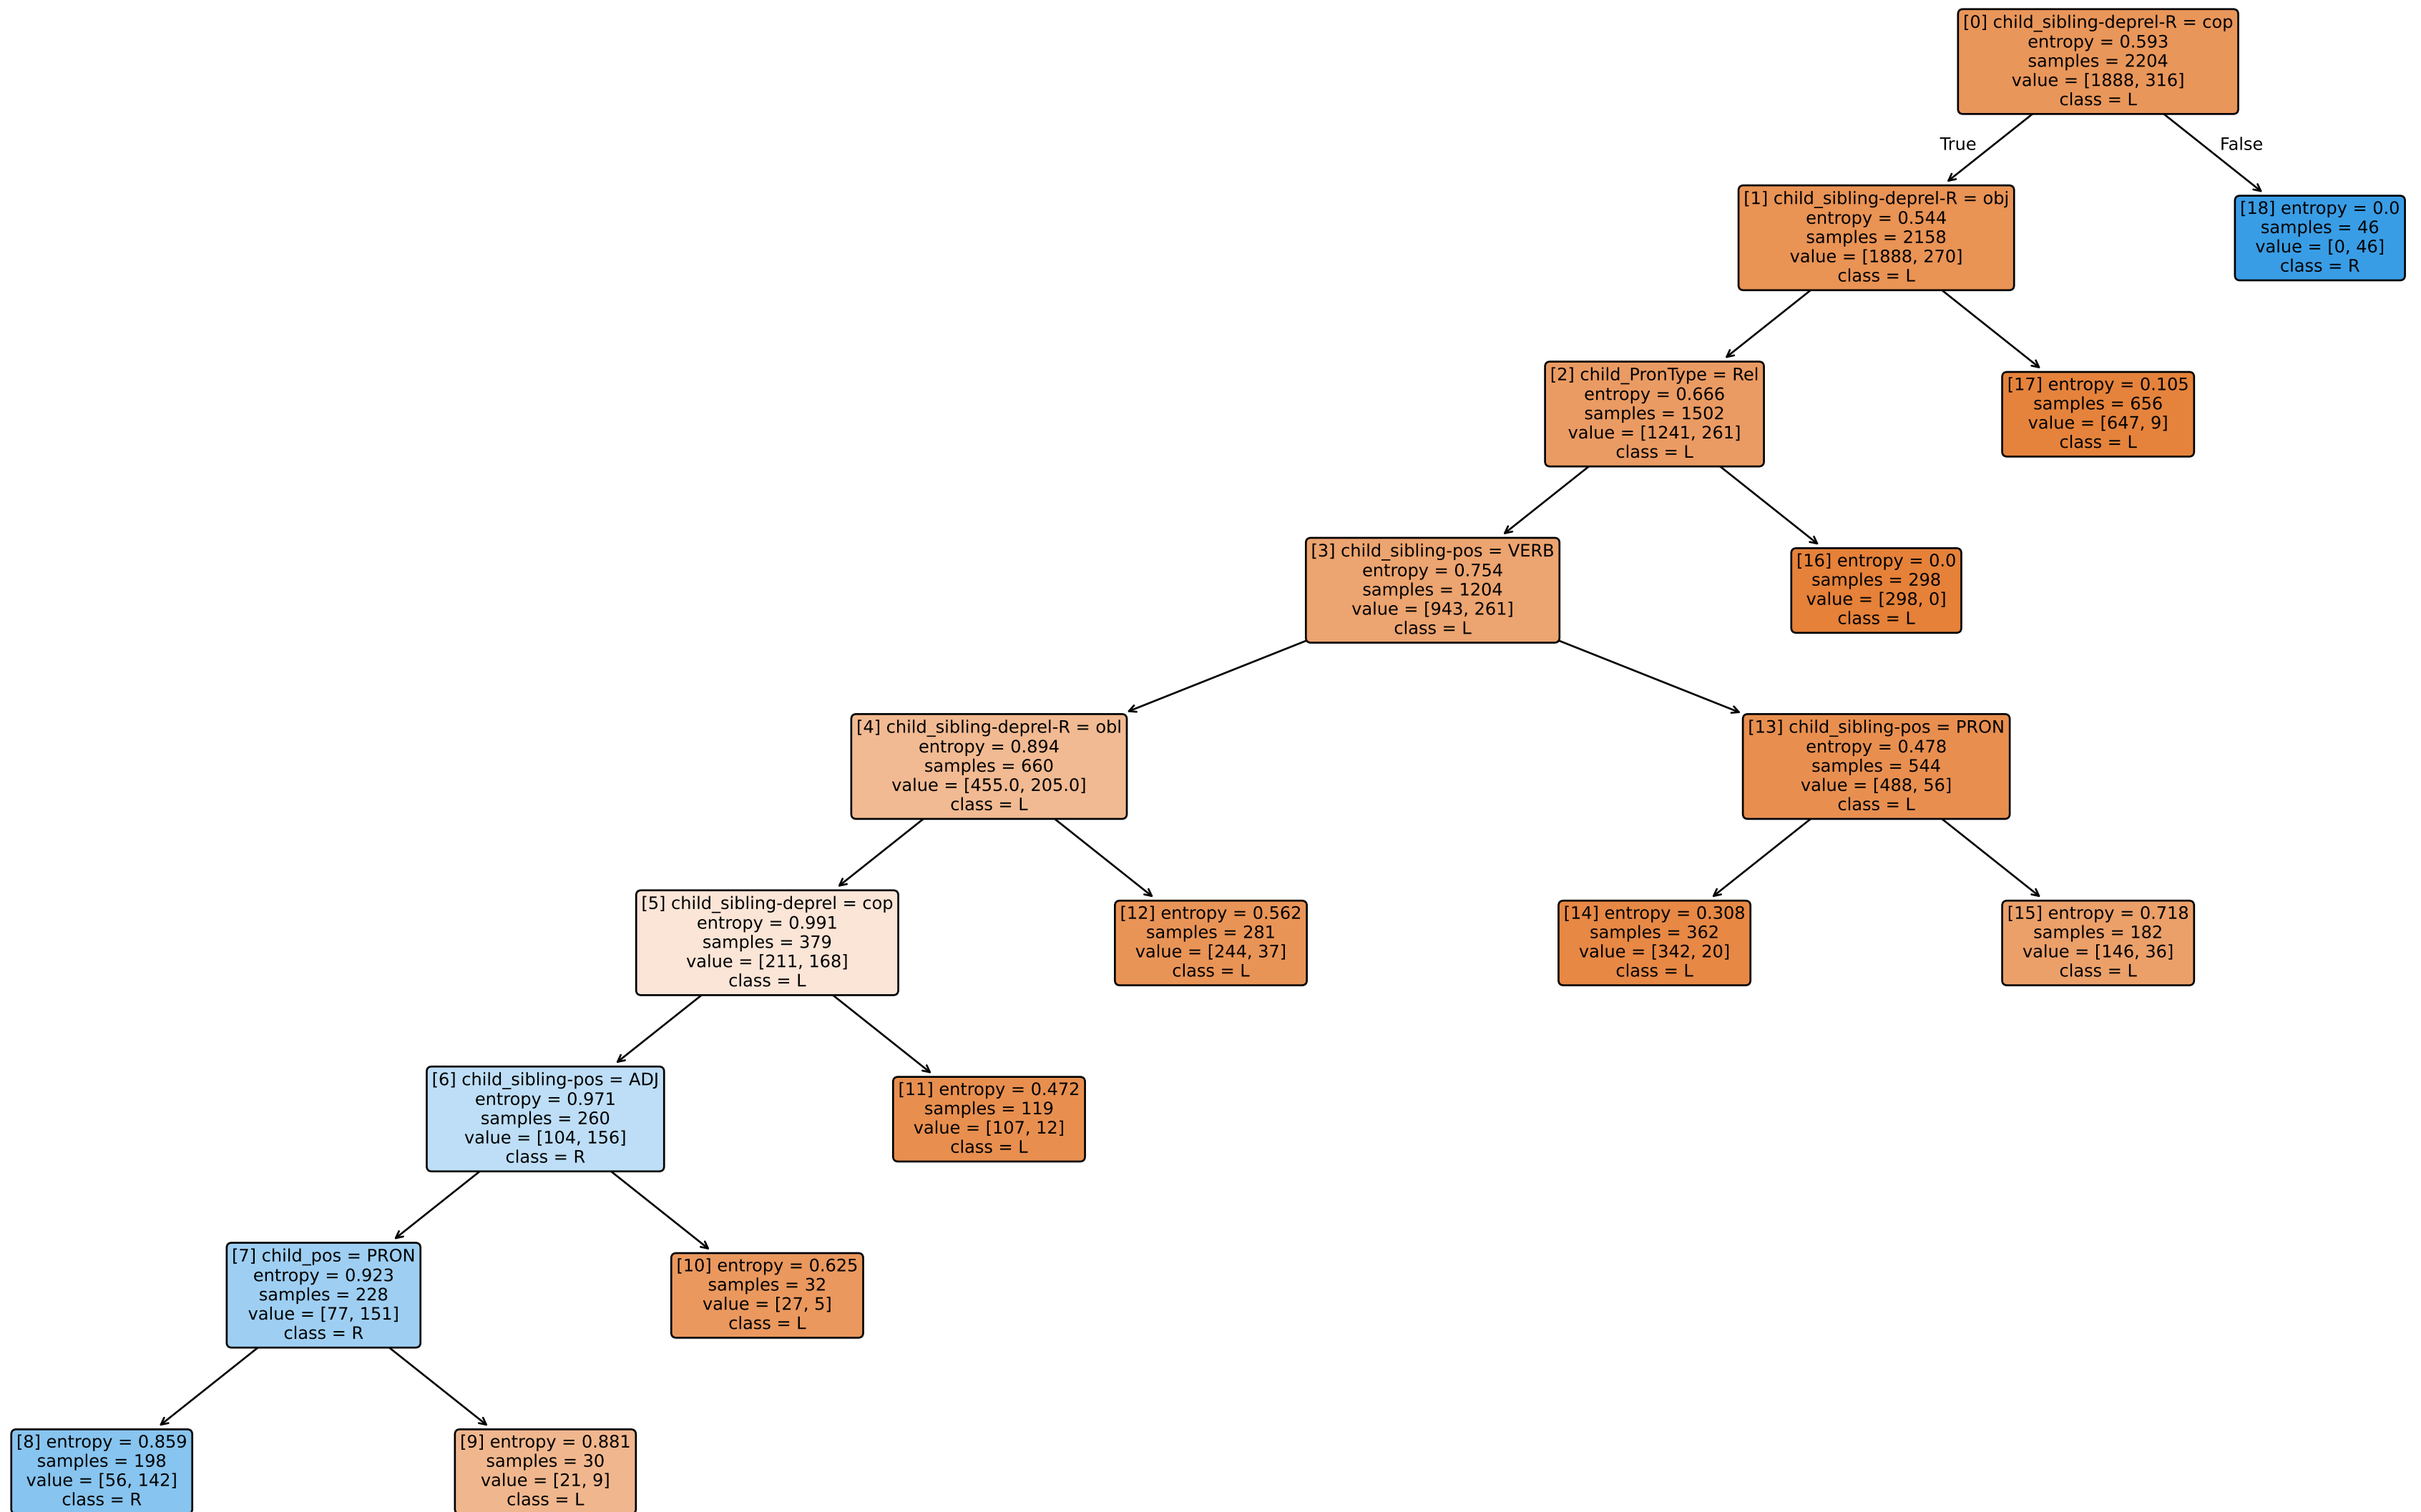 [0] child_sibling-deprel-R = cop
entropy = 0.593
samples = 2204
value = [1888, 316]
class = L
True
False
[1] child_sibling-deprel-R = obj
entropy = 0.544
samples = 2158
value = [1888, 270]
class = L
[18] entropy = 0.0
samples = 46
value = [0, 46]
class = R
[2] child_PronType = Rel
entropy = 0.666
samples = 1502
value = [1241, 261]
class = L
[17] entropy = 0.105
samples = 656
value = [647, 9]
class = L
[3] child_sibling-pos = VERB
entropy = 0.754
samples = 1204
value = [943, 261]
class = L
[16] entropy = 0.0
samples = 298
value = [298, 0]
class = L
[4] child_sibling-deprel-R = obl
entropy = 0.894
samples = 660
value = [455.0, 205.0]
class = L
[13] child_sibling-pos = PRON
entropy = 0.478
samples = 544
value = [488, 56]
class = L
[5] child_sibling-deprel = cop
entropy = 0.991
samples = 379
value = [211, 168]
class = L
[12] entropy = 0.562
samples = 281
value = [244, 37]
class = L
[14] entropy = 0.308
samples = 362
value = [342, 20]
class = L
[15] entropy = 0.718
samples = 182
value = [146, 36]
class = L
[6] child_sibling-pos = ADJ
entropy = 0.971
samples = 260
value = [104, 156]
class = R
[11] entropy = 0.472
samples = 119
value = [107, 12]
class = L
[7] child_pos = PRON
entropy = 0.923
samples = 228
value = [77, 151]
class = R
[10] entropy = 0.625
samples = 32
value = [27, 5]
class = L
[8] entropy = 0.859
samples = 198
value = [56, 142]
class = R
[9] entropy = 0.881
samples = 30
value = [21, 9]
class = L